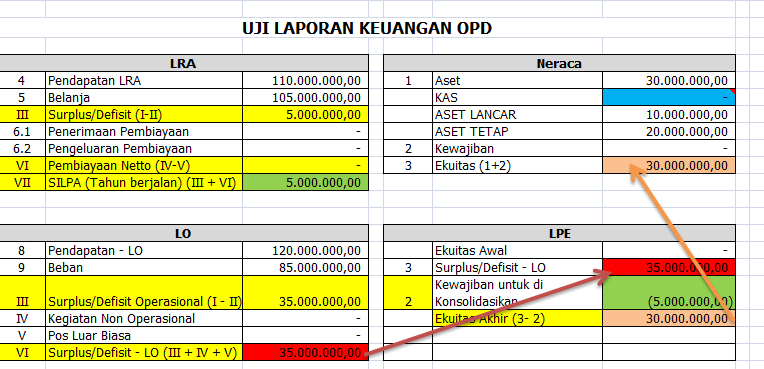 UJI LAPORAN KEUANGAN OPD
LRA
4 Pendapatan LRA 110.000.000,00
5 Belanja 105.000.000,00
III Surplus/Defisit (I-II) 5.000.000,00
6.1 Penerimaan Pembiayaan -
6.2 Pengeluaran Pembiayaan -
VI Pembiayaan Netto (IV-V) -
VII SILPA (Tahun berjalan) (III + VI) 5.000.000,00
Neraca
1 Aset 30.000.000,00
KAS -
ASET LANCAR 10.000.000,00
ASET TETAP 20.000.000,00
2 Kewajiban -
3 Ekuitas (1+2) 30.000.000,00
LO
8 Pendapatan - LO 120.000.000,00
9 Beban 85.000.000,00
III Surplus/Defisit Operasional (I - II) 35.000.000,00
IV Kegiatan Non Operasional -
V Pos Luar Biasa -
VI Surplus/Defisit - LO (III + IV + V) 35.000.000,00
LPE
Ekuitas Awal -
3 Surplus/Defisit - LO 35.000.000,00
Kewajiban untuk di
2 Konsolidasikan (5.000.000,00)
Ekuitas Akhir (3- 2) 30.000.000,00